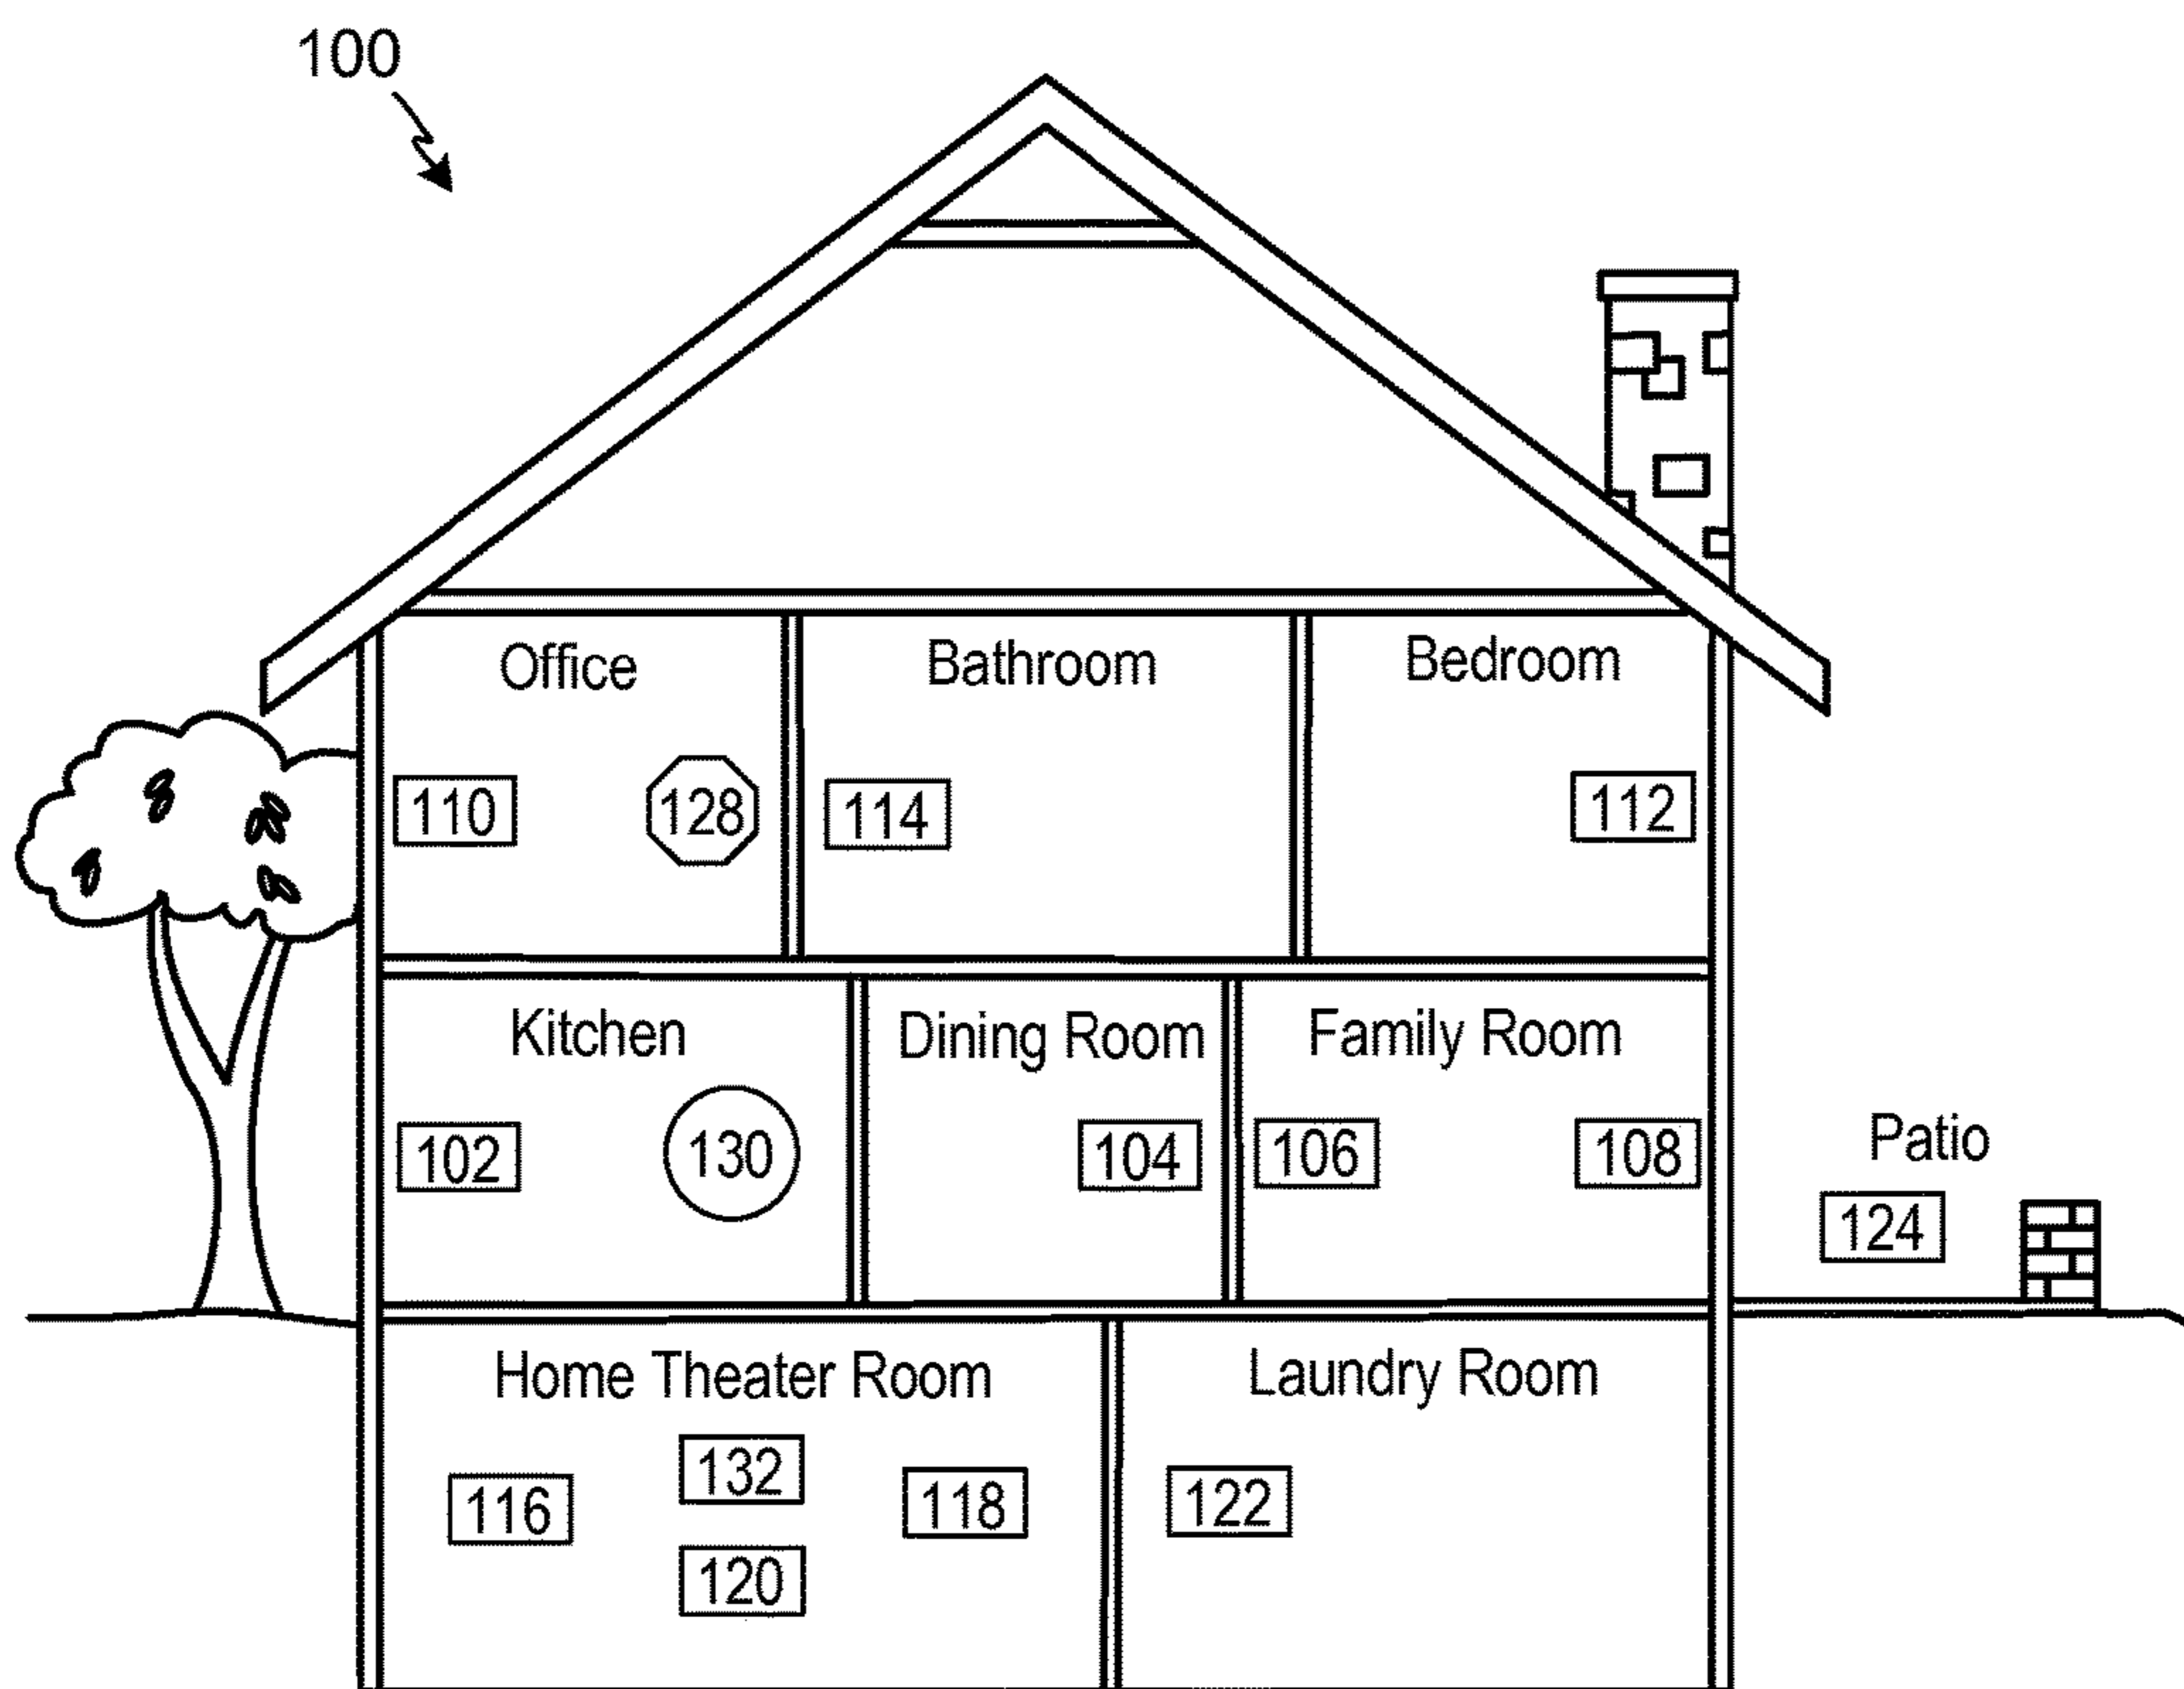 100
Office
Bathroom
Bedroom
110
128
114
112
Kitchen
Dining Room
Family Room
102
130
104
106
108
Patio
124
Home Theater Room
Laundry Room
116
132
118
120
122